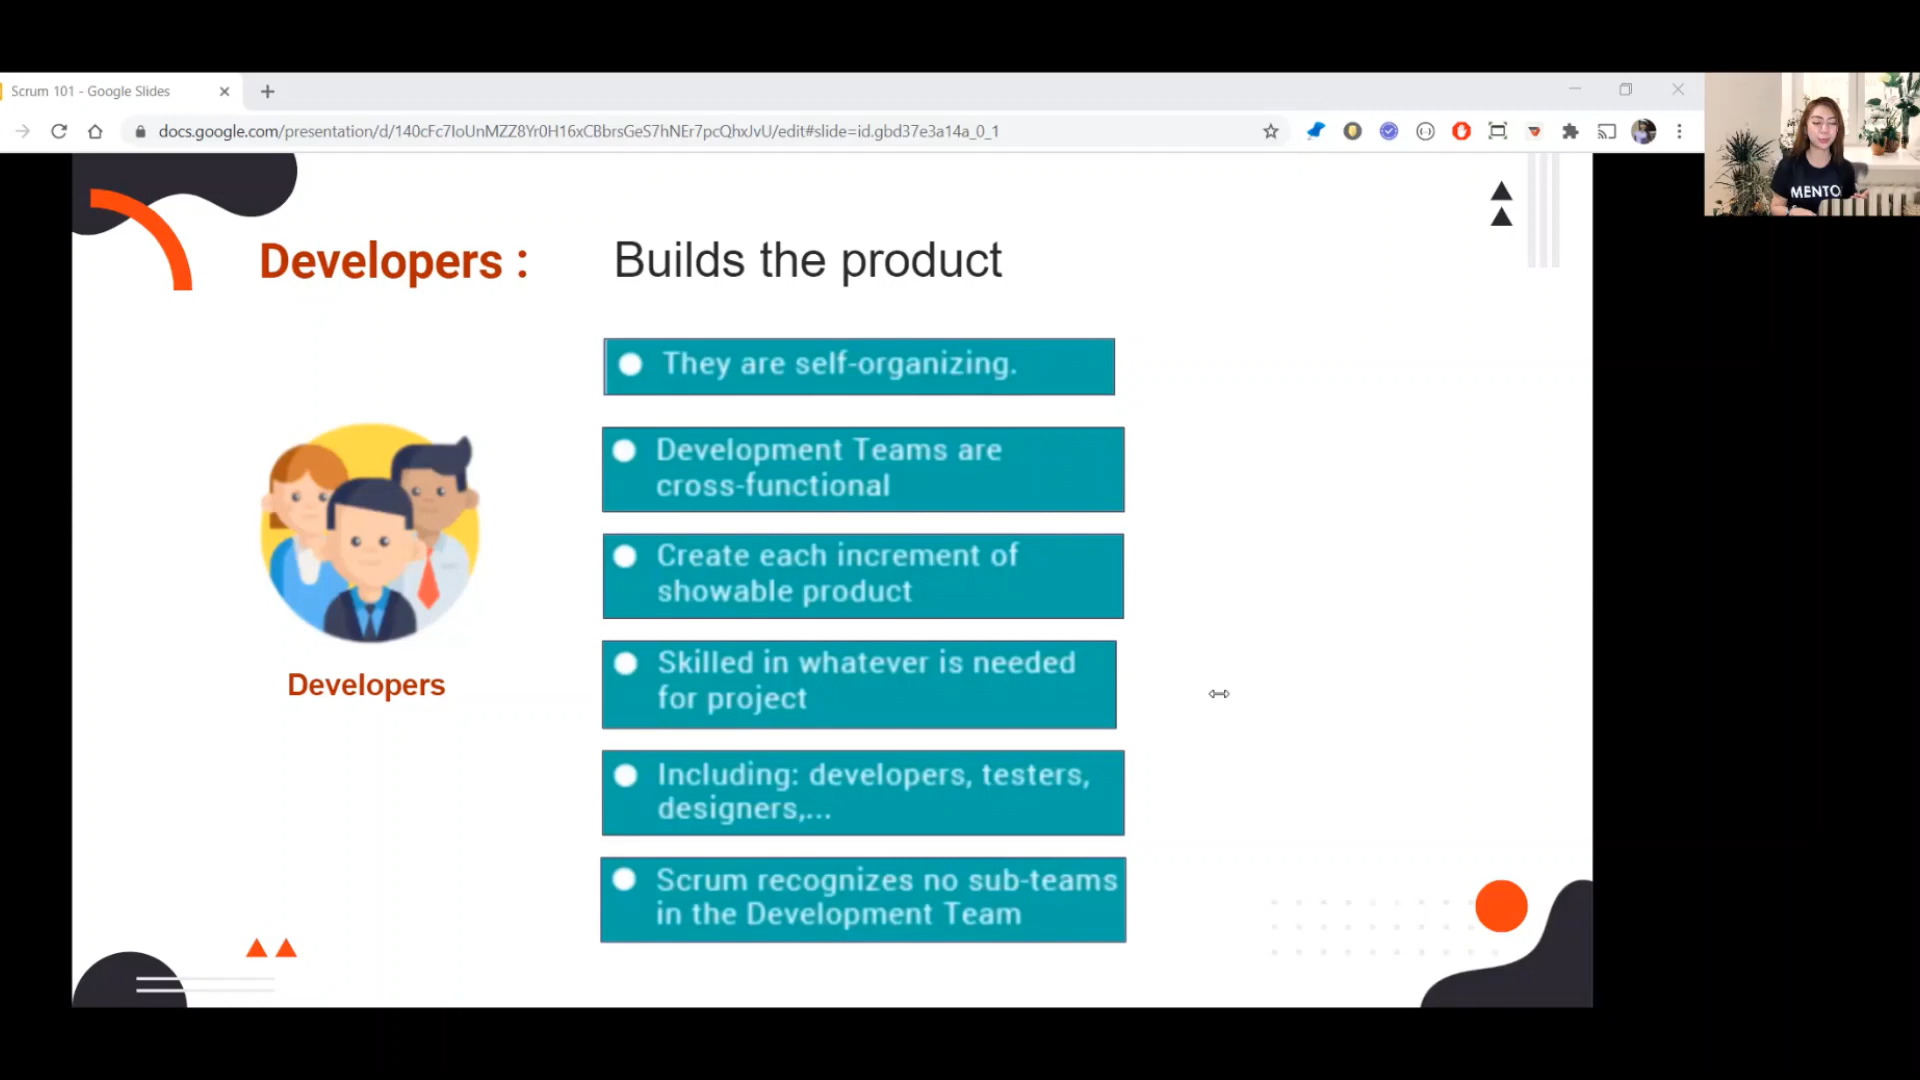 Scrum 101 - Google Slides
docs.google.com/presentation/d/140cFc7IoUnMZZ8Yr0H16xCBbrsGeS7hNEr7pcQhxJvU/edit#slide=id.gbd37e3a14a_0_1
MENTO
Developers : Builds the product
They are self-organizing.
Development Teams are
cross-functional
Create each increment of
showable product
Skilled in whatever is needed
for project
Including: developers, testers,
designers,...
Scrum recognizes no sub-teams
in the Development Team
Developers